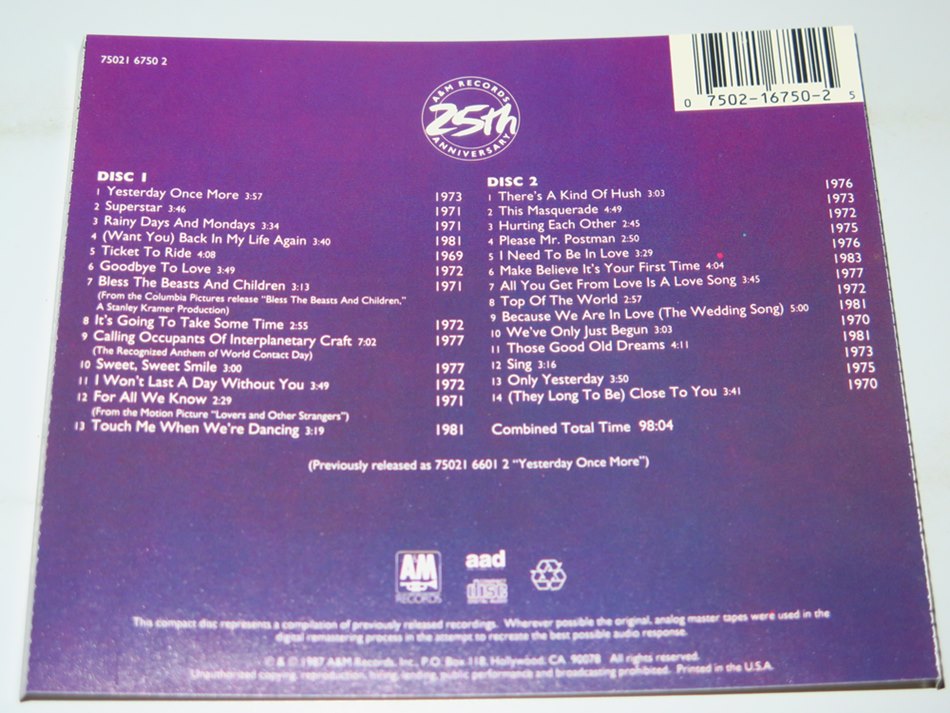 75021 6750 2
0 7502-16750-2 5
A&M RECORDS
25th
ANNIVERSARY
DISC 1
1 Yesterday Once More 3:57 1973
2 Superstar 3:46 1971
3 Rainy Days And Mondays 3:34 1971
4 (Want You) Back In My Life Again 3:40 1981
5 Ticket To Ride 4:08 1969
6 Goodbye To Love 3:49 1972
7 Bless The Beasts And Children 3:13 1971
(From the Columbia Pictures release "Bless The Beasts And Children,"
A Stanley Kramer Production)
8 It's Going To Take Some Time 2:55 1972
9 Calling Occupants Of Interplanetary Craft 7:02 1977
(The Recognized Anthem of World Contact Day)
10 Sweet, Sweet Smile 3:00 1977
11 I Won't Last A Day Without You 3:49 1972
12 For All We Know 2:29 1971
(From the Motion Picture "Lovers and Other Strangers")
13 Touch Me When We're Dancing 3:19 1981
DISC 2
1 There's A Kind Of Hush 3:03 1976
2 This Masquerade 4:49 1973
3 Hurting Each Other 2:45 1972
4 Please Mr. Postman 2:50 1975
5 I Need To Be In Love 3:29 1976
6 Make Believe It's Your First Time 4:04 1983
7 All You Get From Love Is A Love Song 3:45 1977
8 Top Of The World 2:57 1972
9 Because We Are In Love (The Wedding Song) 5:00 1981
10 We've Only Just Begun 3:03 1970
11 Those Good Old Dreams 4:11 1981
12 Sing 3:16 1973
13 Only Yesterday 3:50 1975
14 (They Long To Be) Close To You 3:41 1970
Combined Total Time 98:04
(Previously released as 75021 6601 2 "Yesterday Once More")
A&M
RECORDS
aad
COMPACT
disc
DIGITAL AUDIO
This compact disc represents a compilation of previously released recordings. Wherever possible the original, analog master tapes were used in the
digital remastering process in the attempt to recreate the best possible audio response.
℗ & © 1987 A&M Records, Inc., P.O. Box 118, Hollywood, CA 90078 All rights reserved.
Unauthorized copying, reproduction, hiring, lending, public performance and broadcasting prohibited. Printed in the U.S.A.